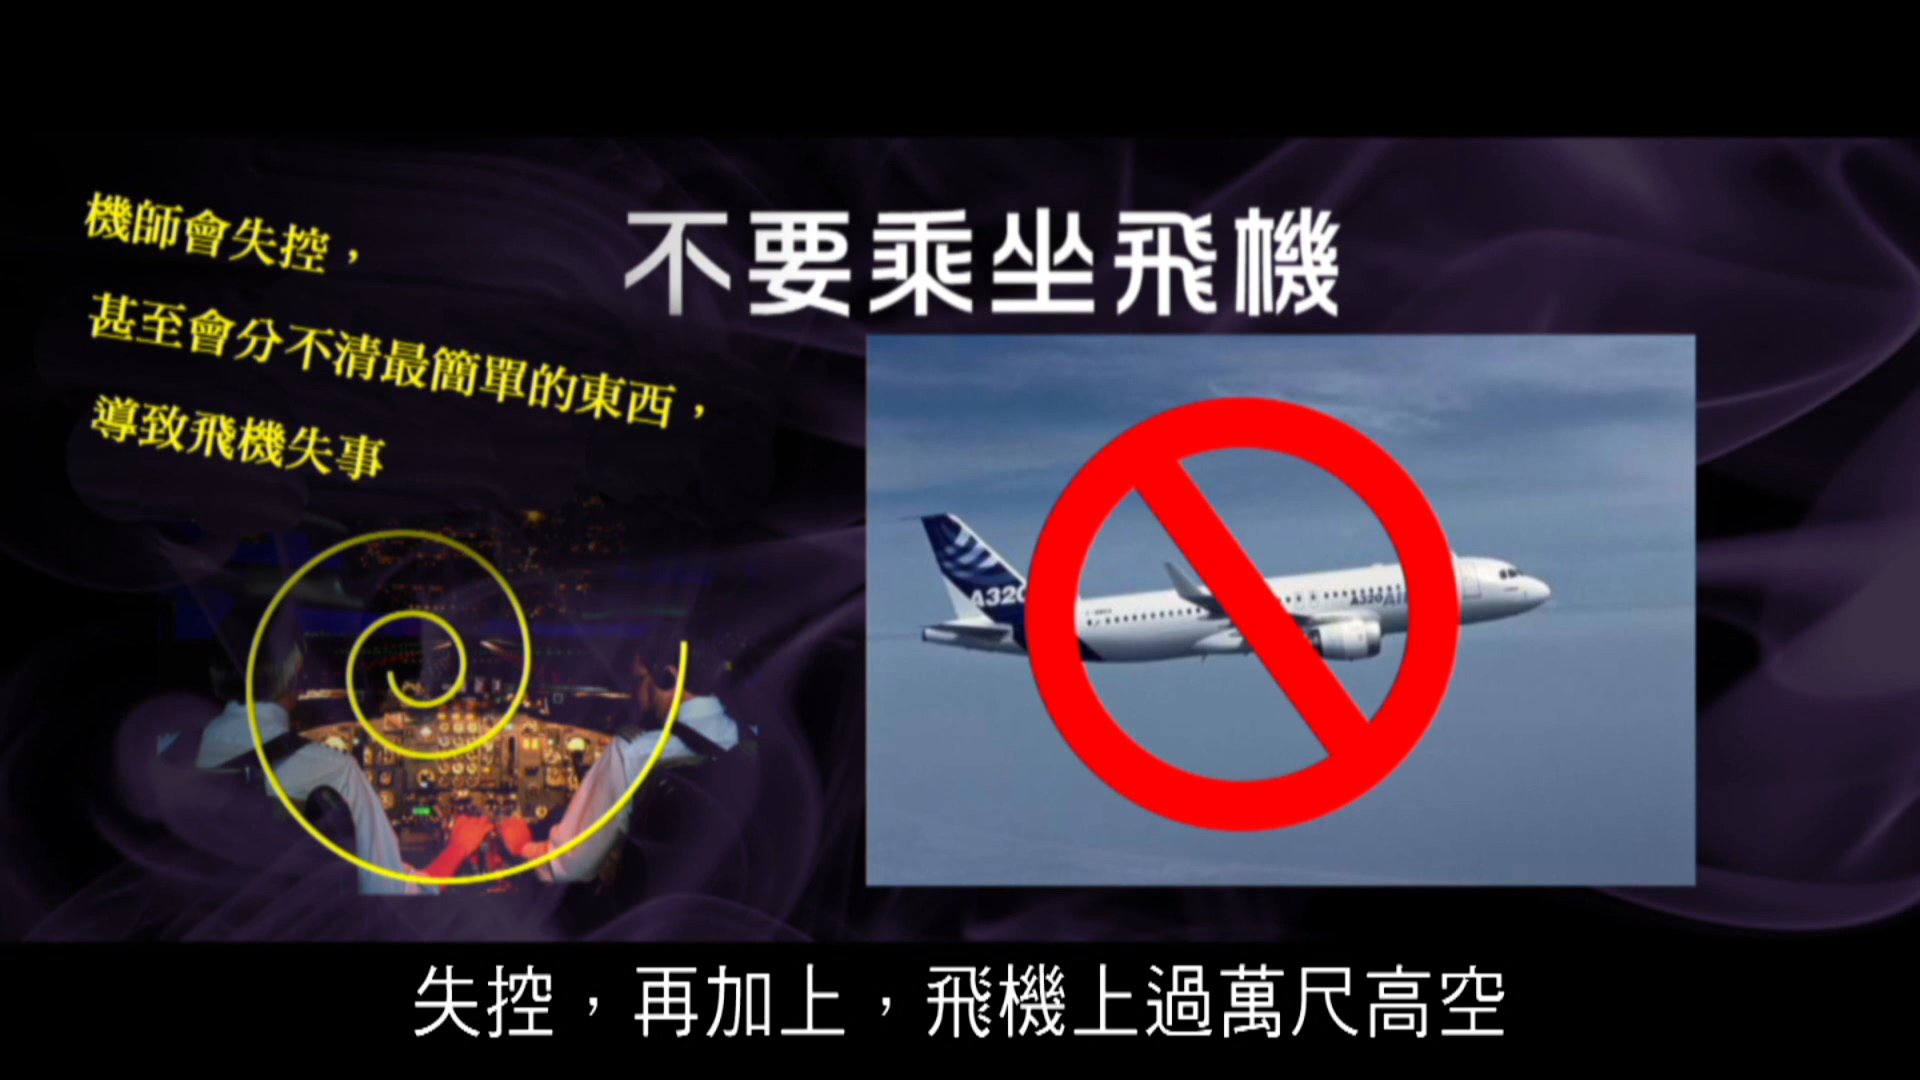 不要乘坐飛機
機師會失控，
甚至會分不清最簡單的東西，
導致飛機失事
A320
A320
失控，再加上，飛機上過萬尺高空